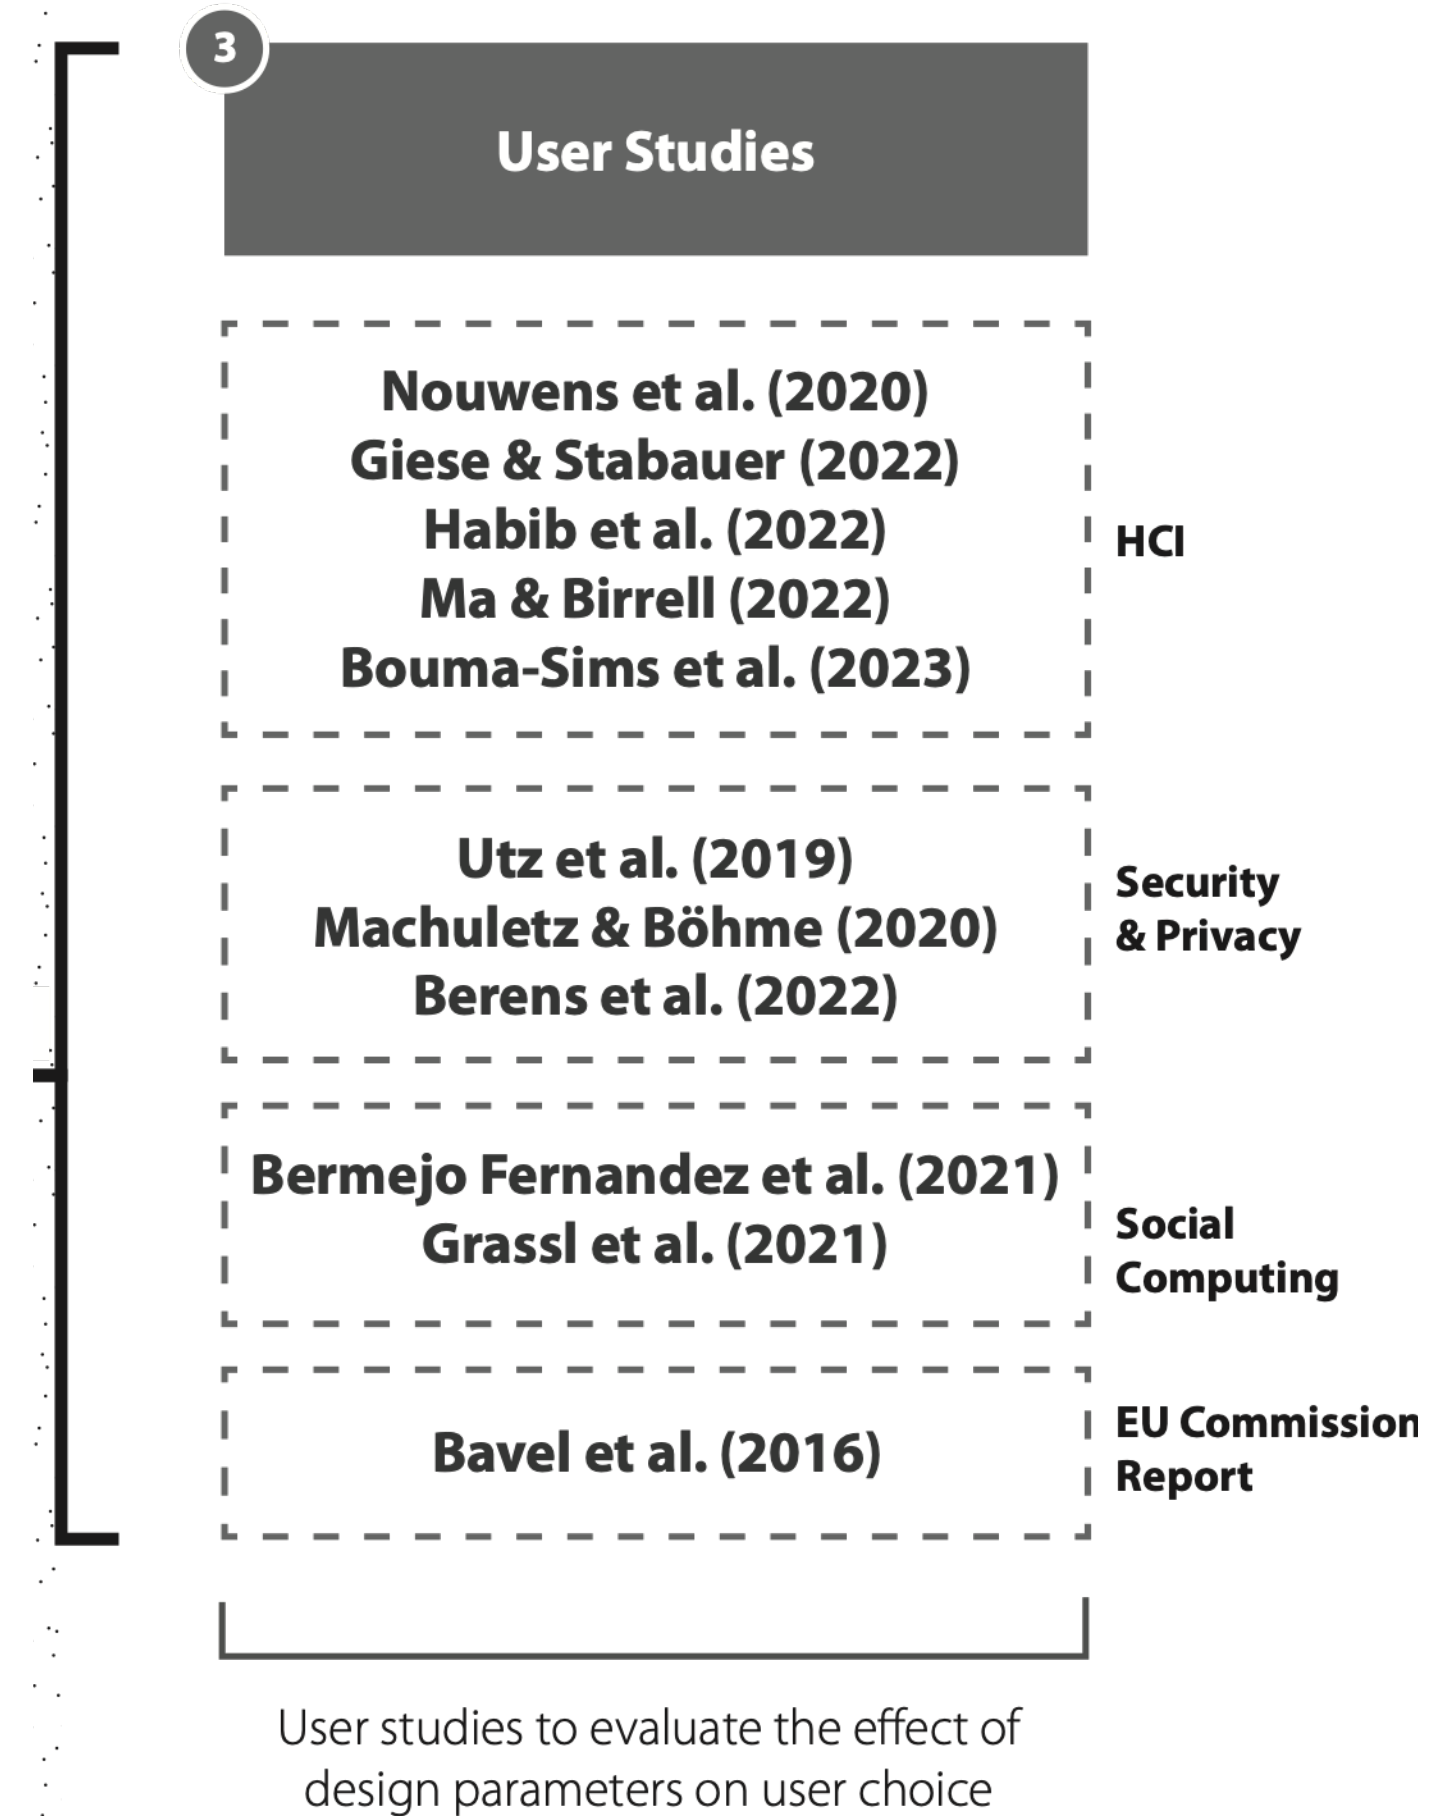 3
User Studies
Nouwens et al. (2020)
Giese & Stabauer (2022)
Habib et al. (2022)
Ma & Birrell (2022)
Bouma-Sims et al. (2023)
HCI
Utz et al. (2019)
Machuletz & Böhme (2020)
Berens et al. (2022)
Security
& Privacy
Bermejo Fernandez et al. (2021)
Grassl et al. (2021)
Social
Computing
Bavel et al. (2016)
EU Commission
Report
User studies to evaluate the effect of
design parameters on user choice